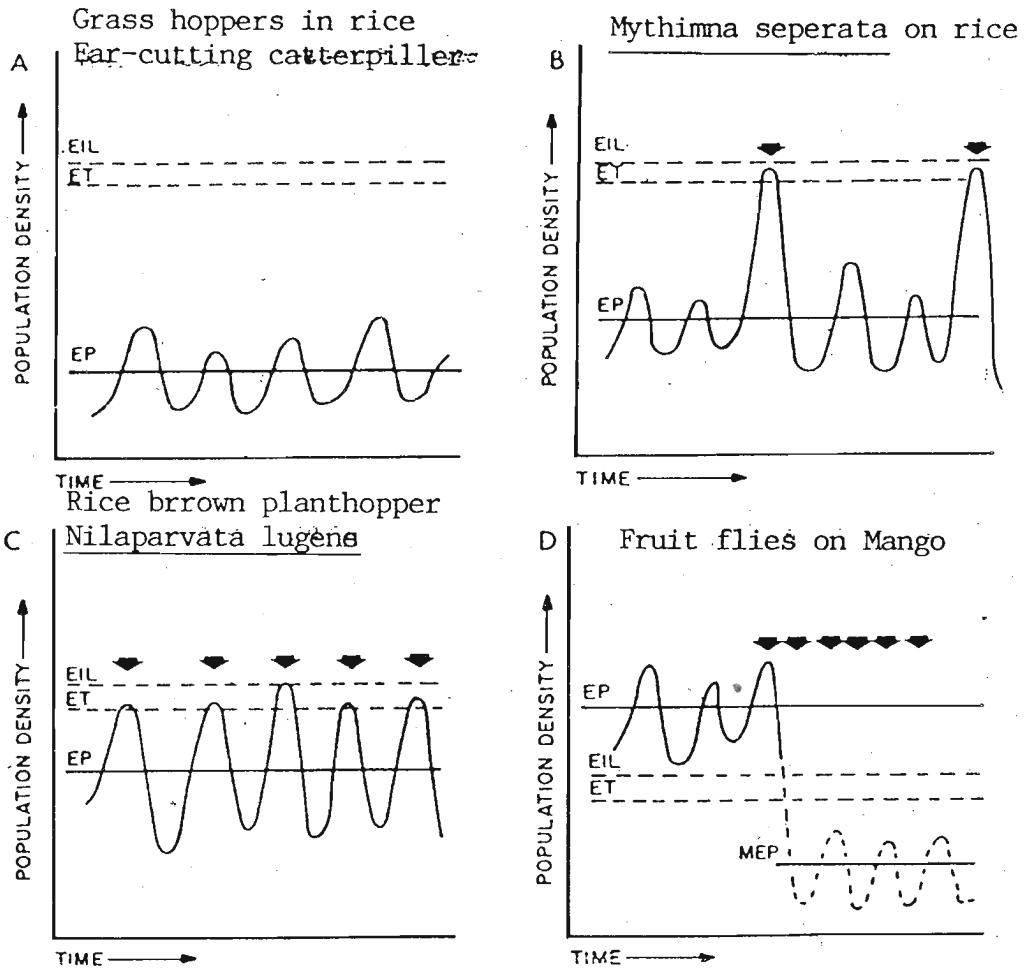 Grass hoppers in rice
Ear-cutting catterpiller
A
EIL
ET
EP
POPULATION DENSITY
TIME
Mythimna seperata on rice
B
EIL
ET
EP
POPULATION DENSITY
TIME
Rice brrown planthopper
Nilaparvata lugens
C
EIL
ET
EP
POPULATION DENSITY
TIME
Fruit flies on Mango
D
EP
EIL
ET
MEP
POPULATION DENSITY
TIME